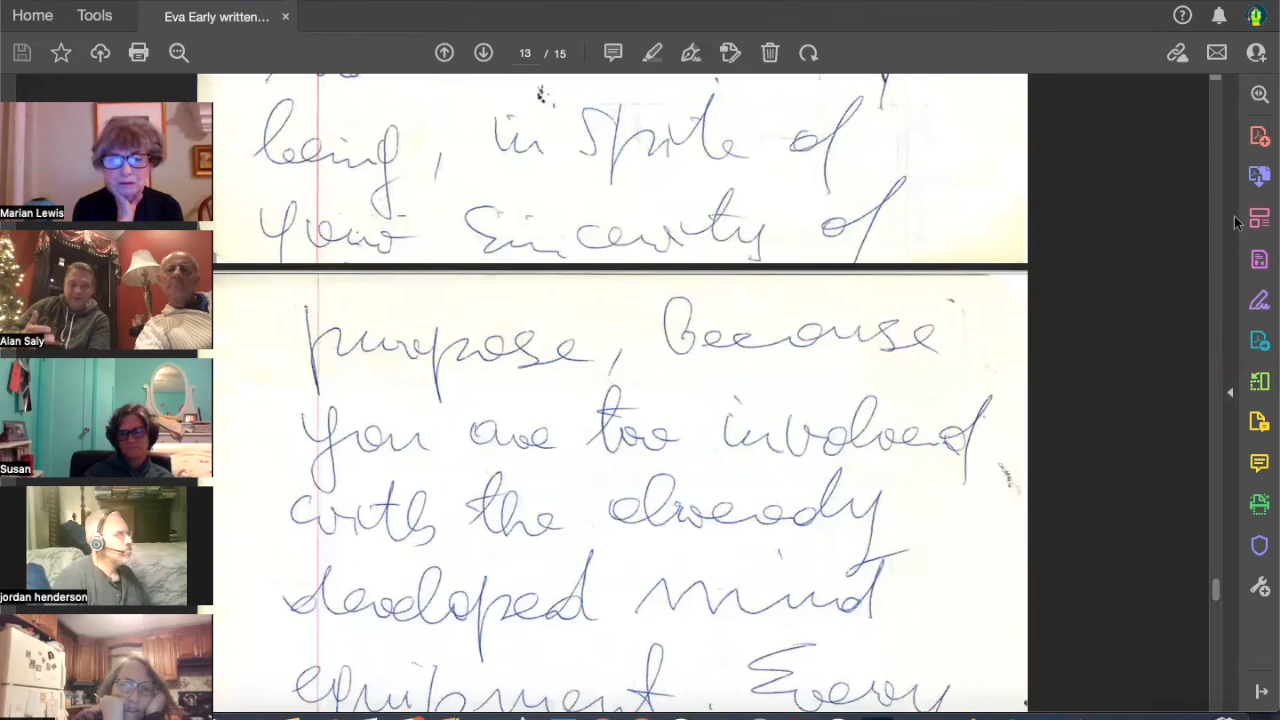 Home
Tools
Eva Early written...
×
13 / 15
being, in spite of
your sincerity of
purpose, because
you are too involved
with the already
developed mind
equipment. Every
Marian Lewis
Alan Saly
Susan
jordan henderson